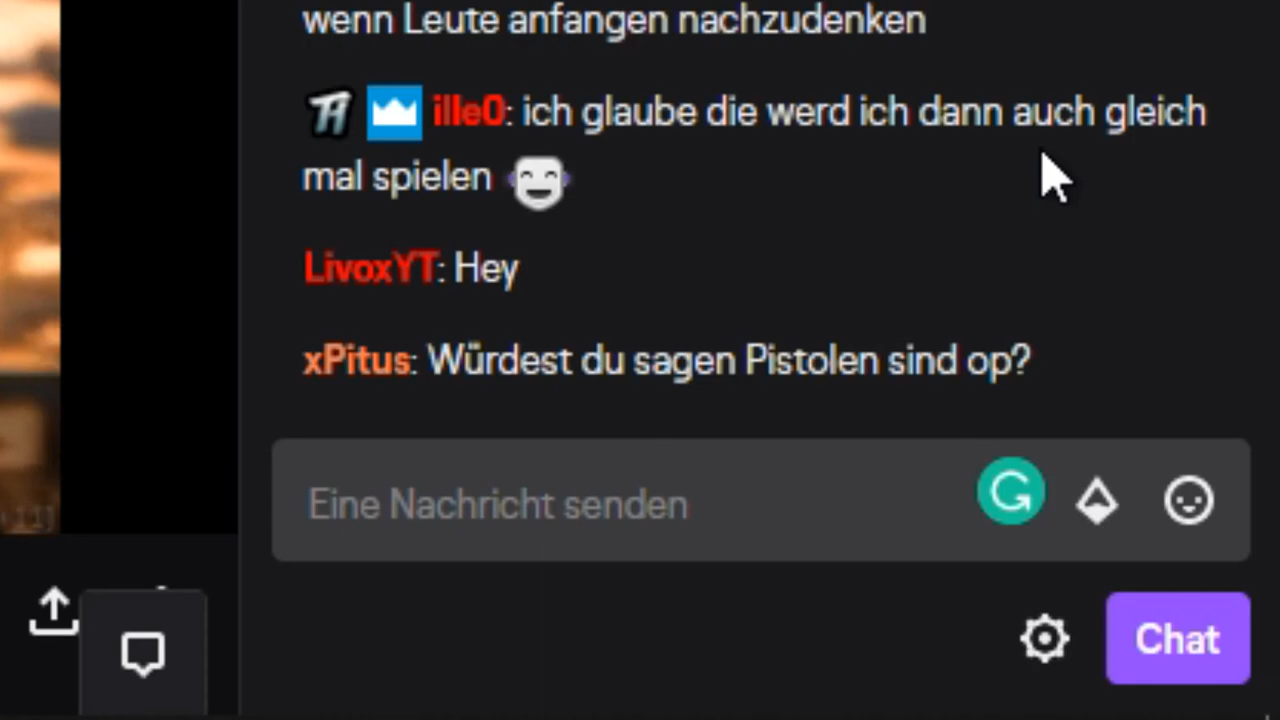 wenn Leute anfangen nachzudenken
ille0: ich glaube die werd ich dann auch gleich
mal spielen
LivoxYT: Hey
xPitus: Würdest du sagen Pistolen sind op?
Eine Nachricht senden
Chat